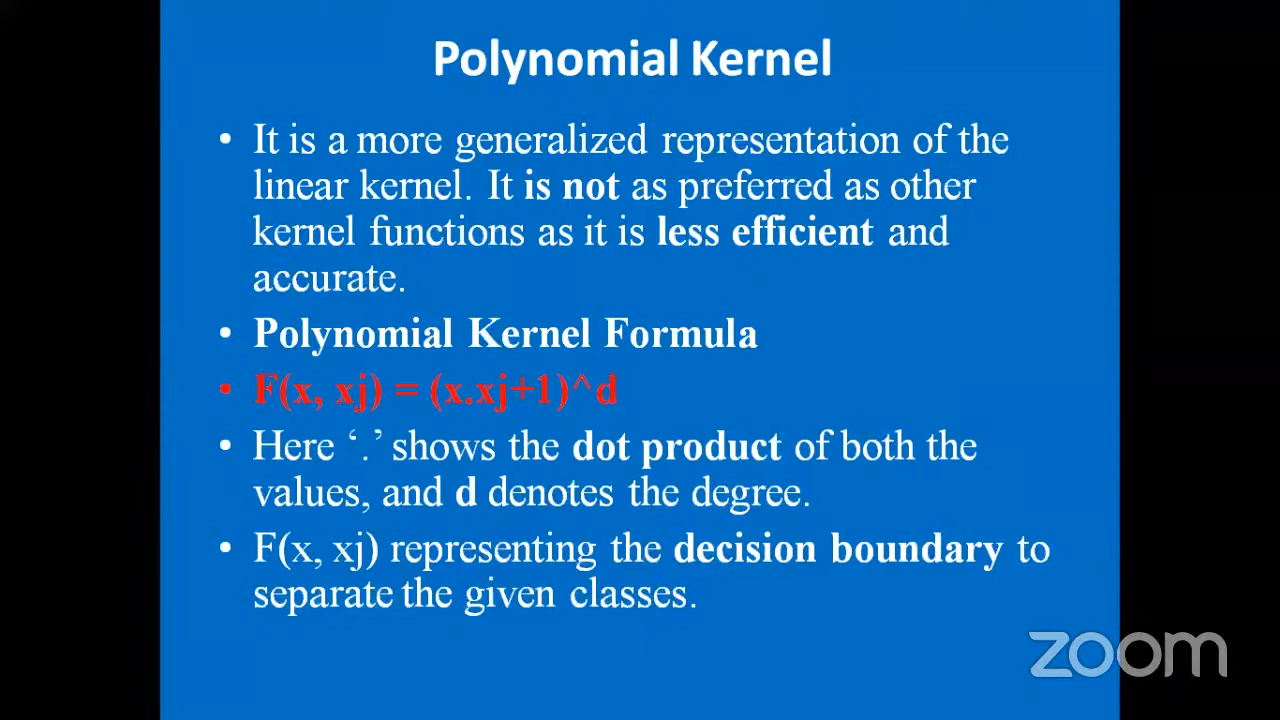 Polynomial Kernel
• It is a more generalized representation of the
linear kernel. It is not as preferred as other
kernel functions as it is less efficient and
accurate.
• Polynomial Kernel Formula
• F(x, xj) = (x.xj+1)^d
• Here ‘.’ shows the dot product of both the
values, and d denotes the degree.
• F(x, xj) representing the decision boundary to
separate the given classes.
zoom